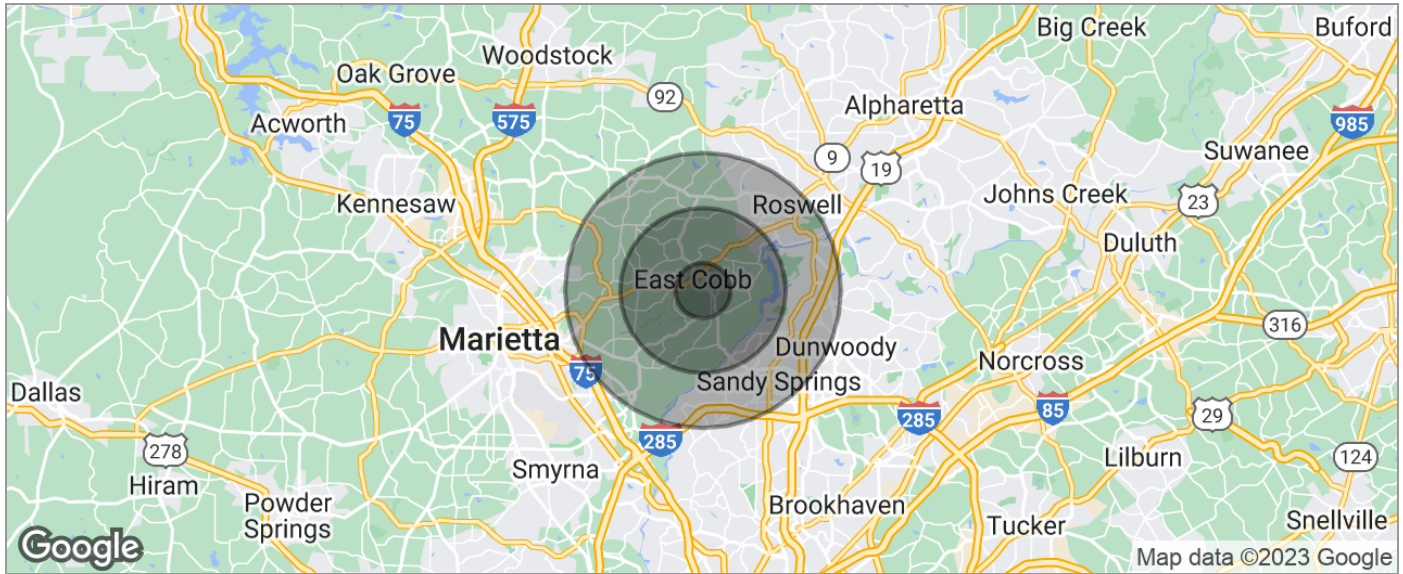 Big Creek
Buford
Woodstock
Oak Grove
92
Alpharetta
Acworth
75
575
985
9
19
Suwanee
Kennesaw
Roswell
Johns Creek
23
Duluth
East Cobb
316
Marietta
Dunwoody
Norcross
75
Sandy Springs
Dallas
285
85
29
285
278
Smyrna
Lilburn
124
Hiram
Powder
Springs
Brookhaven
Tucker
Snellville
Google
Map data ©2023 Google